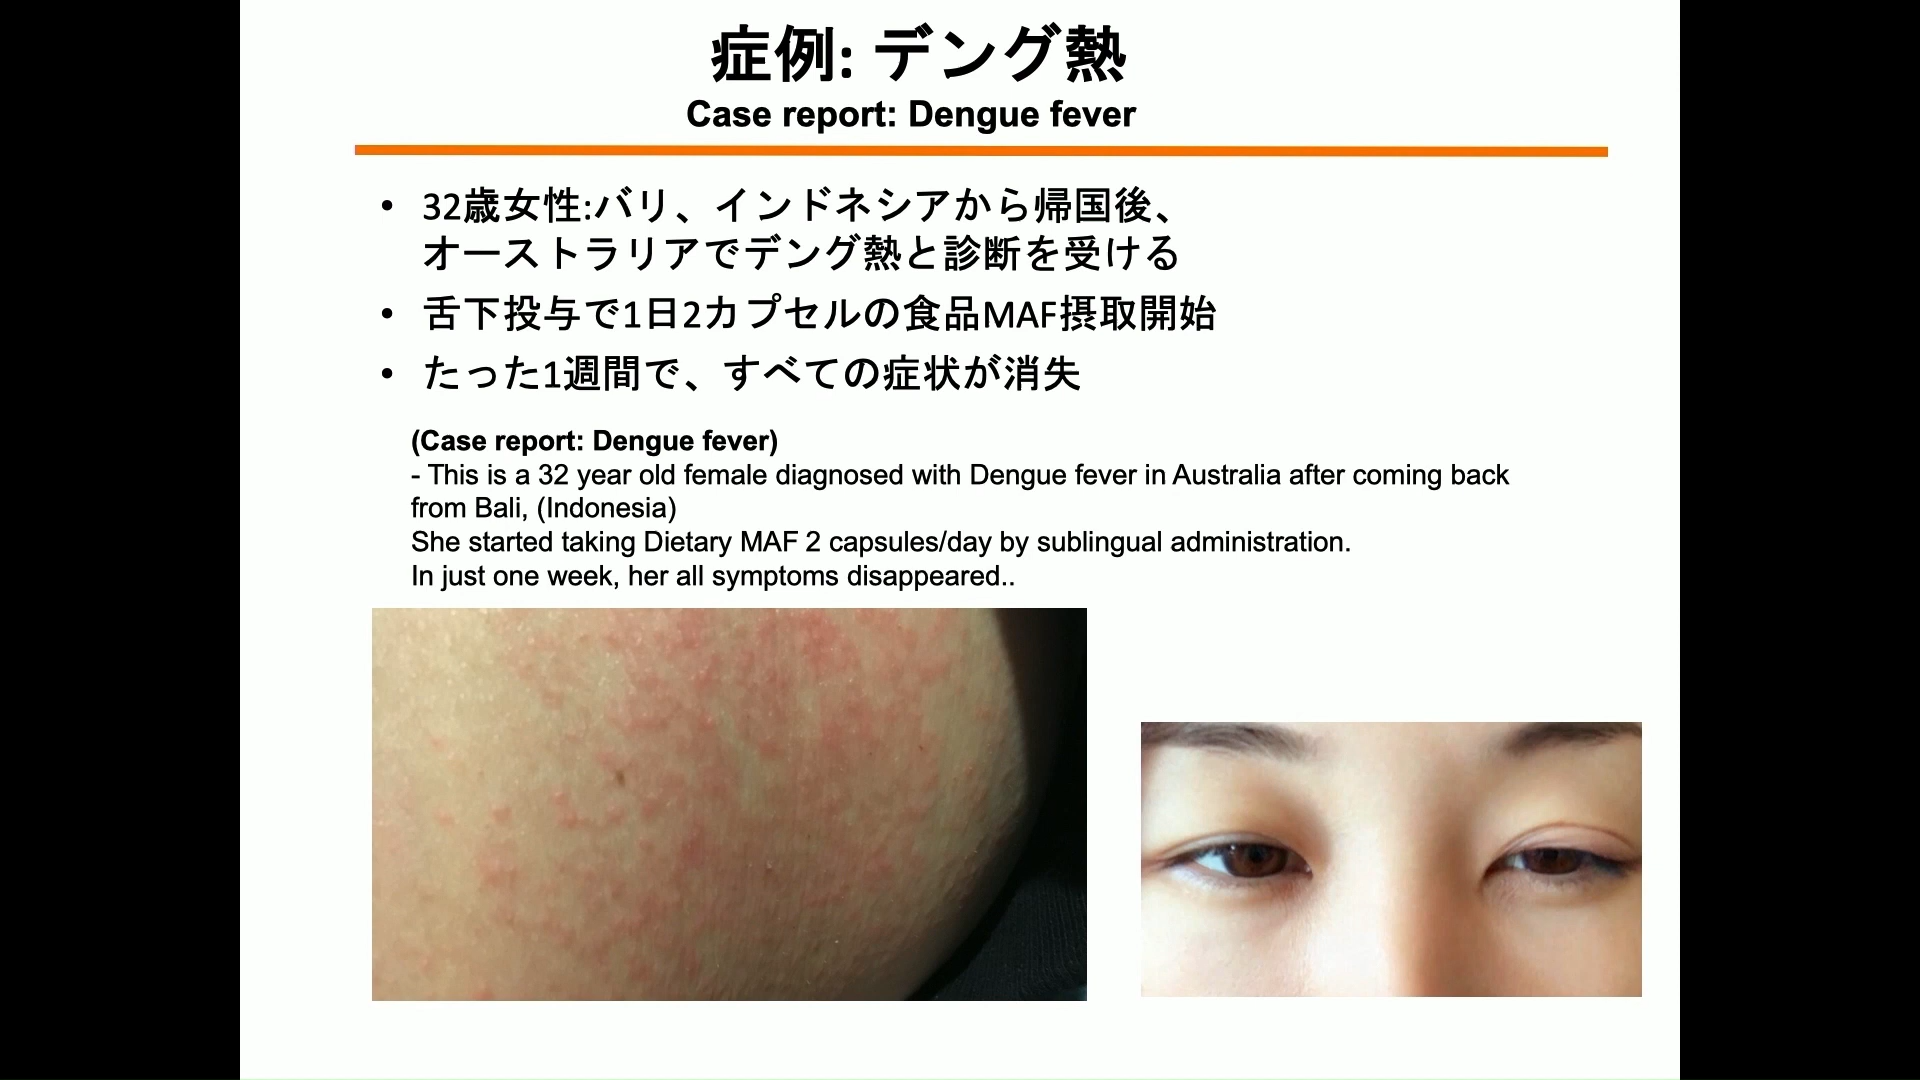 症例: デング熱
Case report: Dengue fever
• 32歳女性:バリ、インドネシアから帰国後、
オーストラリアでデング熱と診断を受ける
• 舌下投与で1日2カプセルの食品MAF摂取開始
• たった1週間で、すべての症状が消失
(Case report: Dengue fever)
- This is a 32 year old female diagnosed with Dengue fever in Australia after coming back
from Bali, (Indonesia)
She started taking Dietary MAF 2 capsules/day by sublingual administration.
In just one week, her all symptoms disappeared..